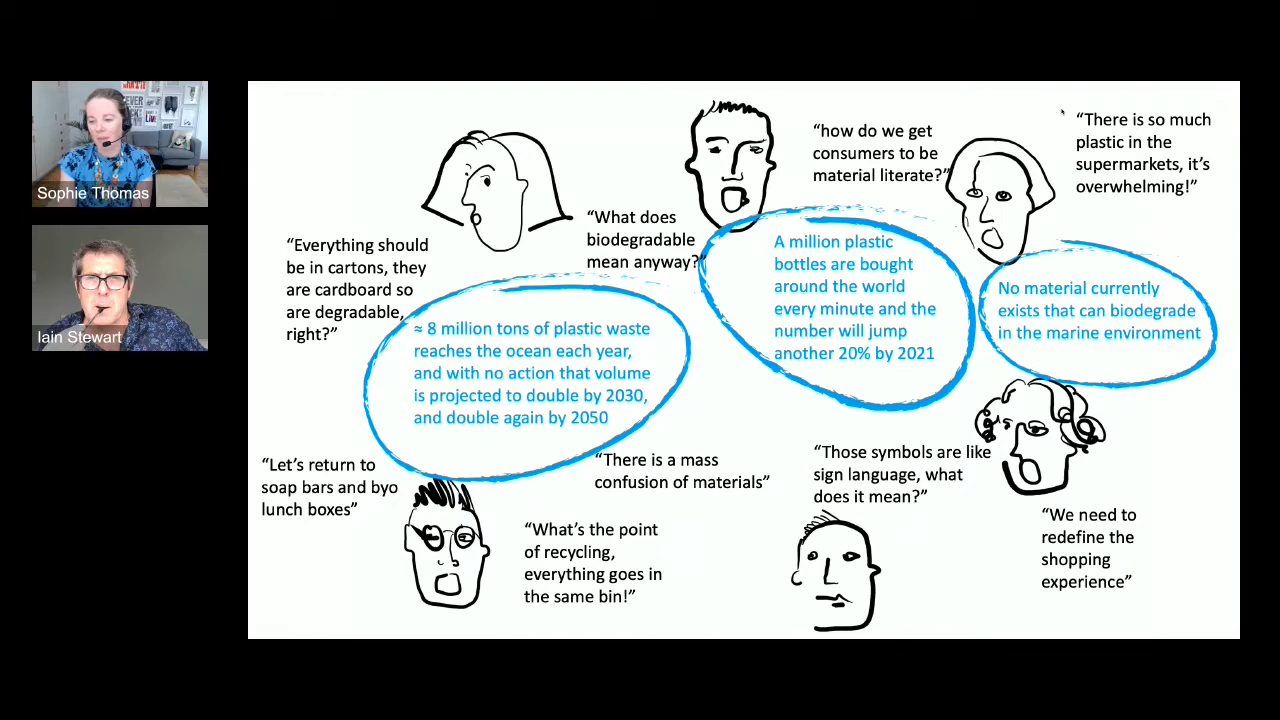 Sophie Thomas
Iain Stewart
“Everything should
be in cartons, they
are cardboard so
are degradable,
right?”
“What does
biodegradable
mean anyway?”
“how do we get
consumers to be
material literate?”
“There is so much
plastic in the
supermarkets, it’s
overwhelming!”
≈ 8 million tons of plastic waste
reaches the ocean each year,
and with no action that volume
is projected to double by 2030,
and double again by 2050
A million plastic
bottles are bought
around the world
every minute and the
number will jump
another 20% by 2021
No material currently
exists that can biodegrade
in the marine environment
“Let’s return to
soap bars and byo
lunch boxes”
“There is a mass
confusion of materials”
“What’s the point
of recycling,
everything goes in
the same bin!”
“Those symbols are like
sign language, what
does it mean?”
“We need to
redefine the
shopping
experience”